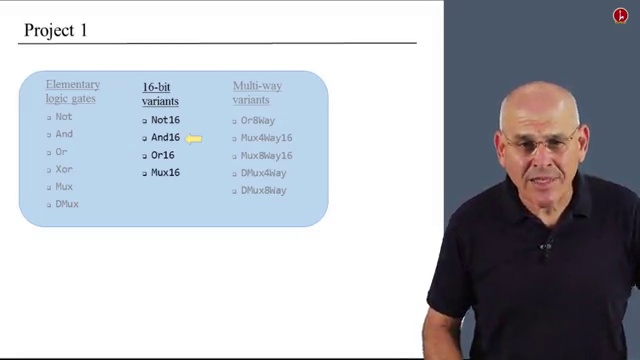 Project 1
Elementary
logic gates
Not
And
Or
Xor
Mux
DMux
16-bit
variants
Not16
And16
Or16
Mux16
Multi-way
variants
Or8Way
Mux4Way16
Mux8Way16
DMux4Way
DMux8Way